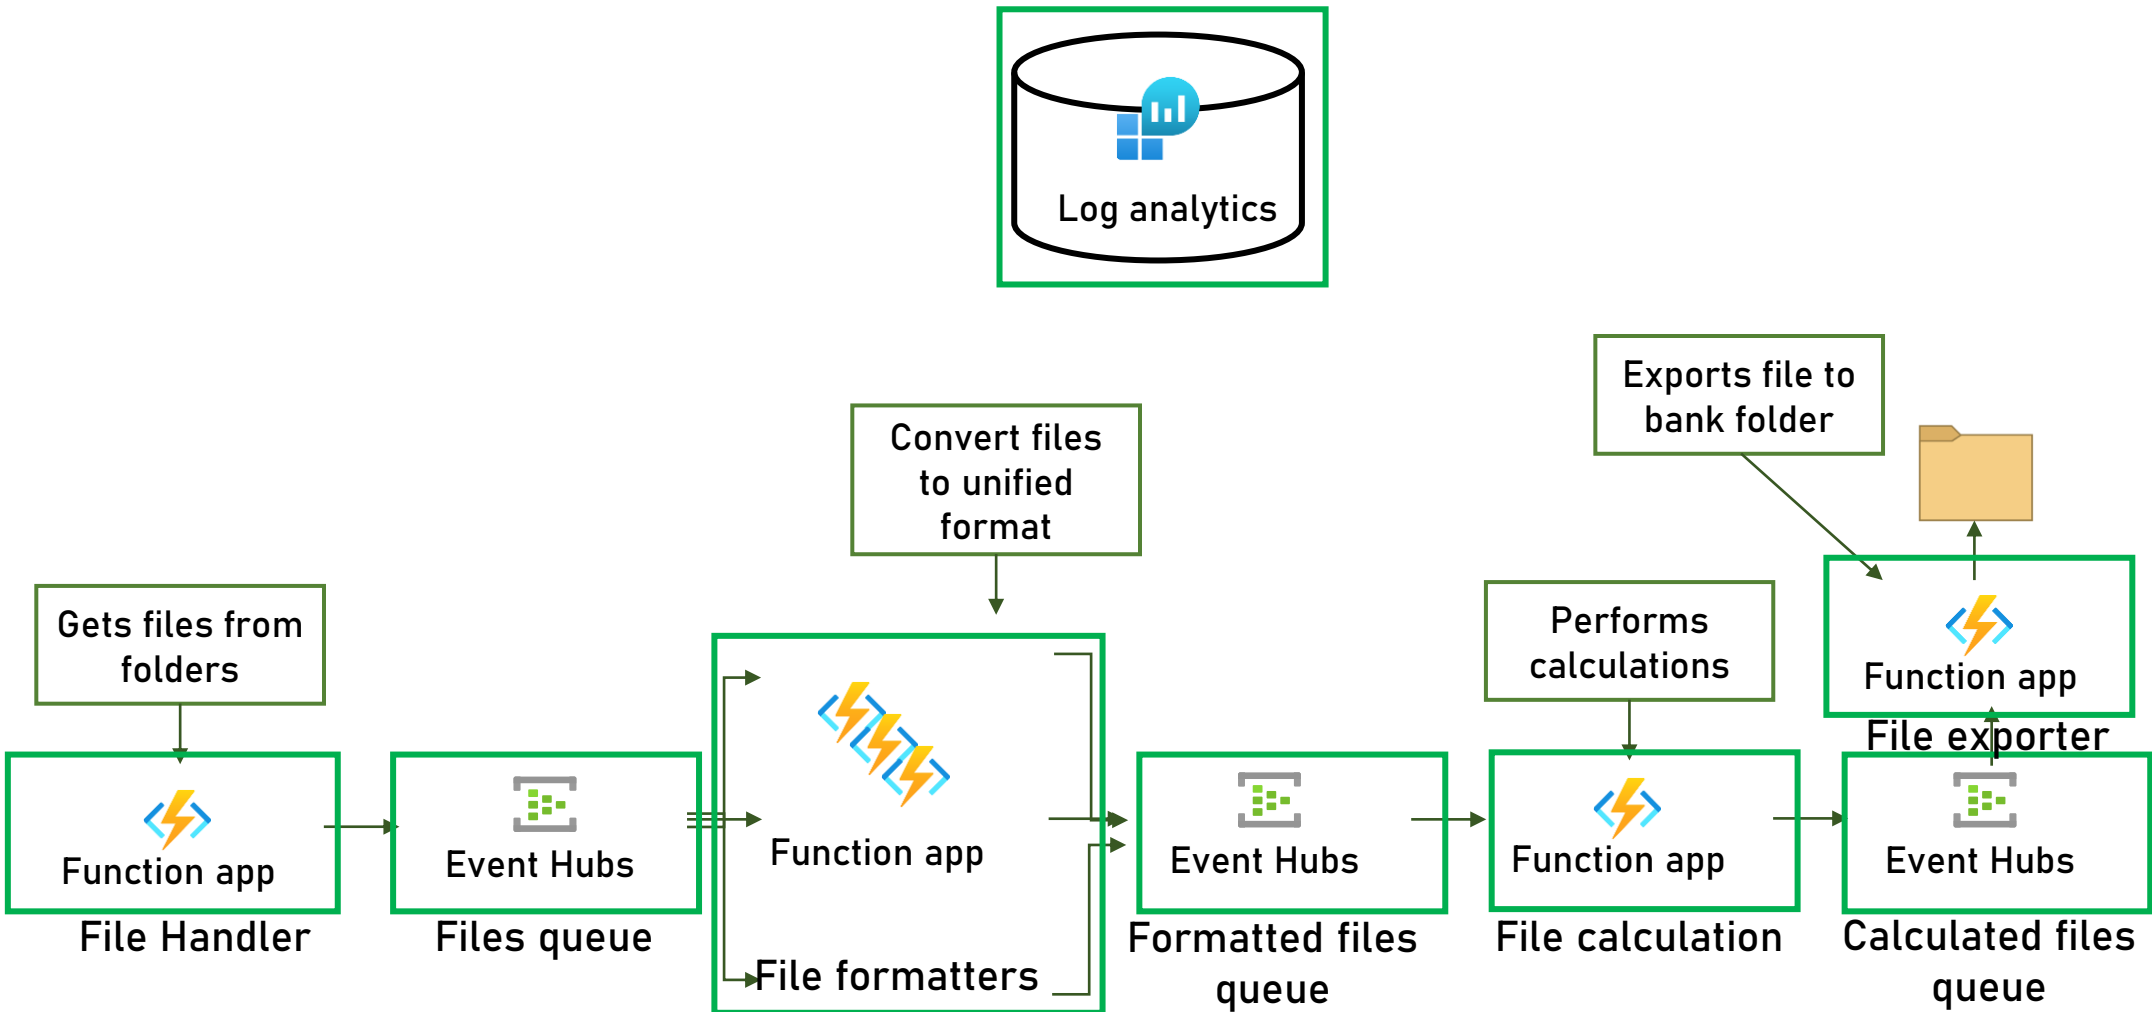 Log analytics
Exports file to
bank folder
Convert files
to unified
format
Gets files from
folders
Performs
calculations
Function app
File exporter
Function app
File Handler
Event Hubs
Files queue
Function app
File formatters
Event Hubs
Formatted files
queue
Function app
File calculation
Event Hubs
Calculated files
queue